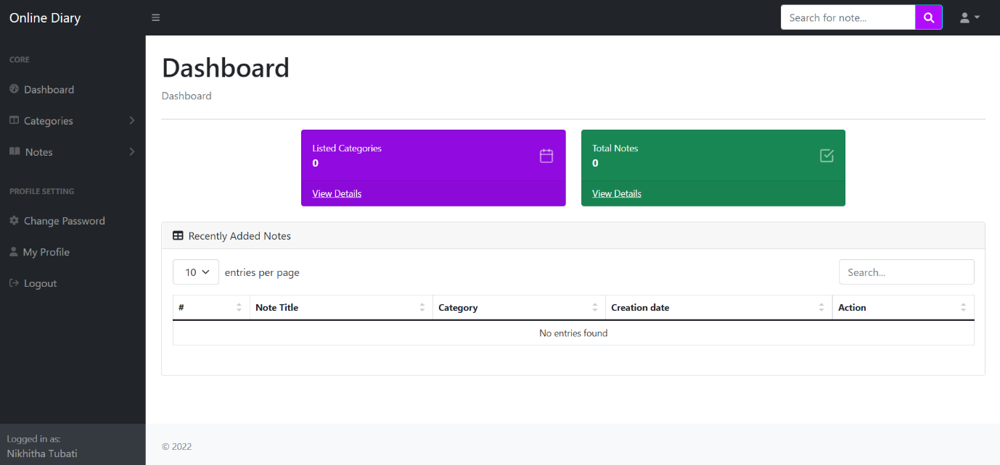 Online Diary
Search for note...
CORE
Dashboard
Categories
Notes
PROFILE SETTING
Change Password
My Profile
Logout
Logged in as:
Nikhitha Tubati
Dashboard
Dashboard
Listed Categories
0
View Details
Total Notes
0
View Details
Recently Added Notes
10 entries per page
Search...
# Note Title Category Creation date Action
No entries found
© 2022